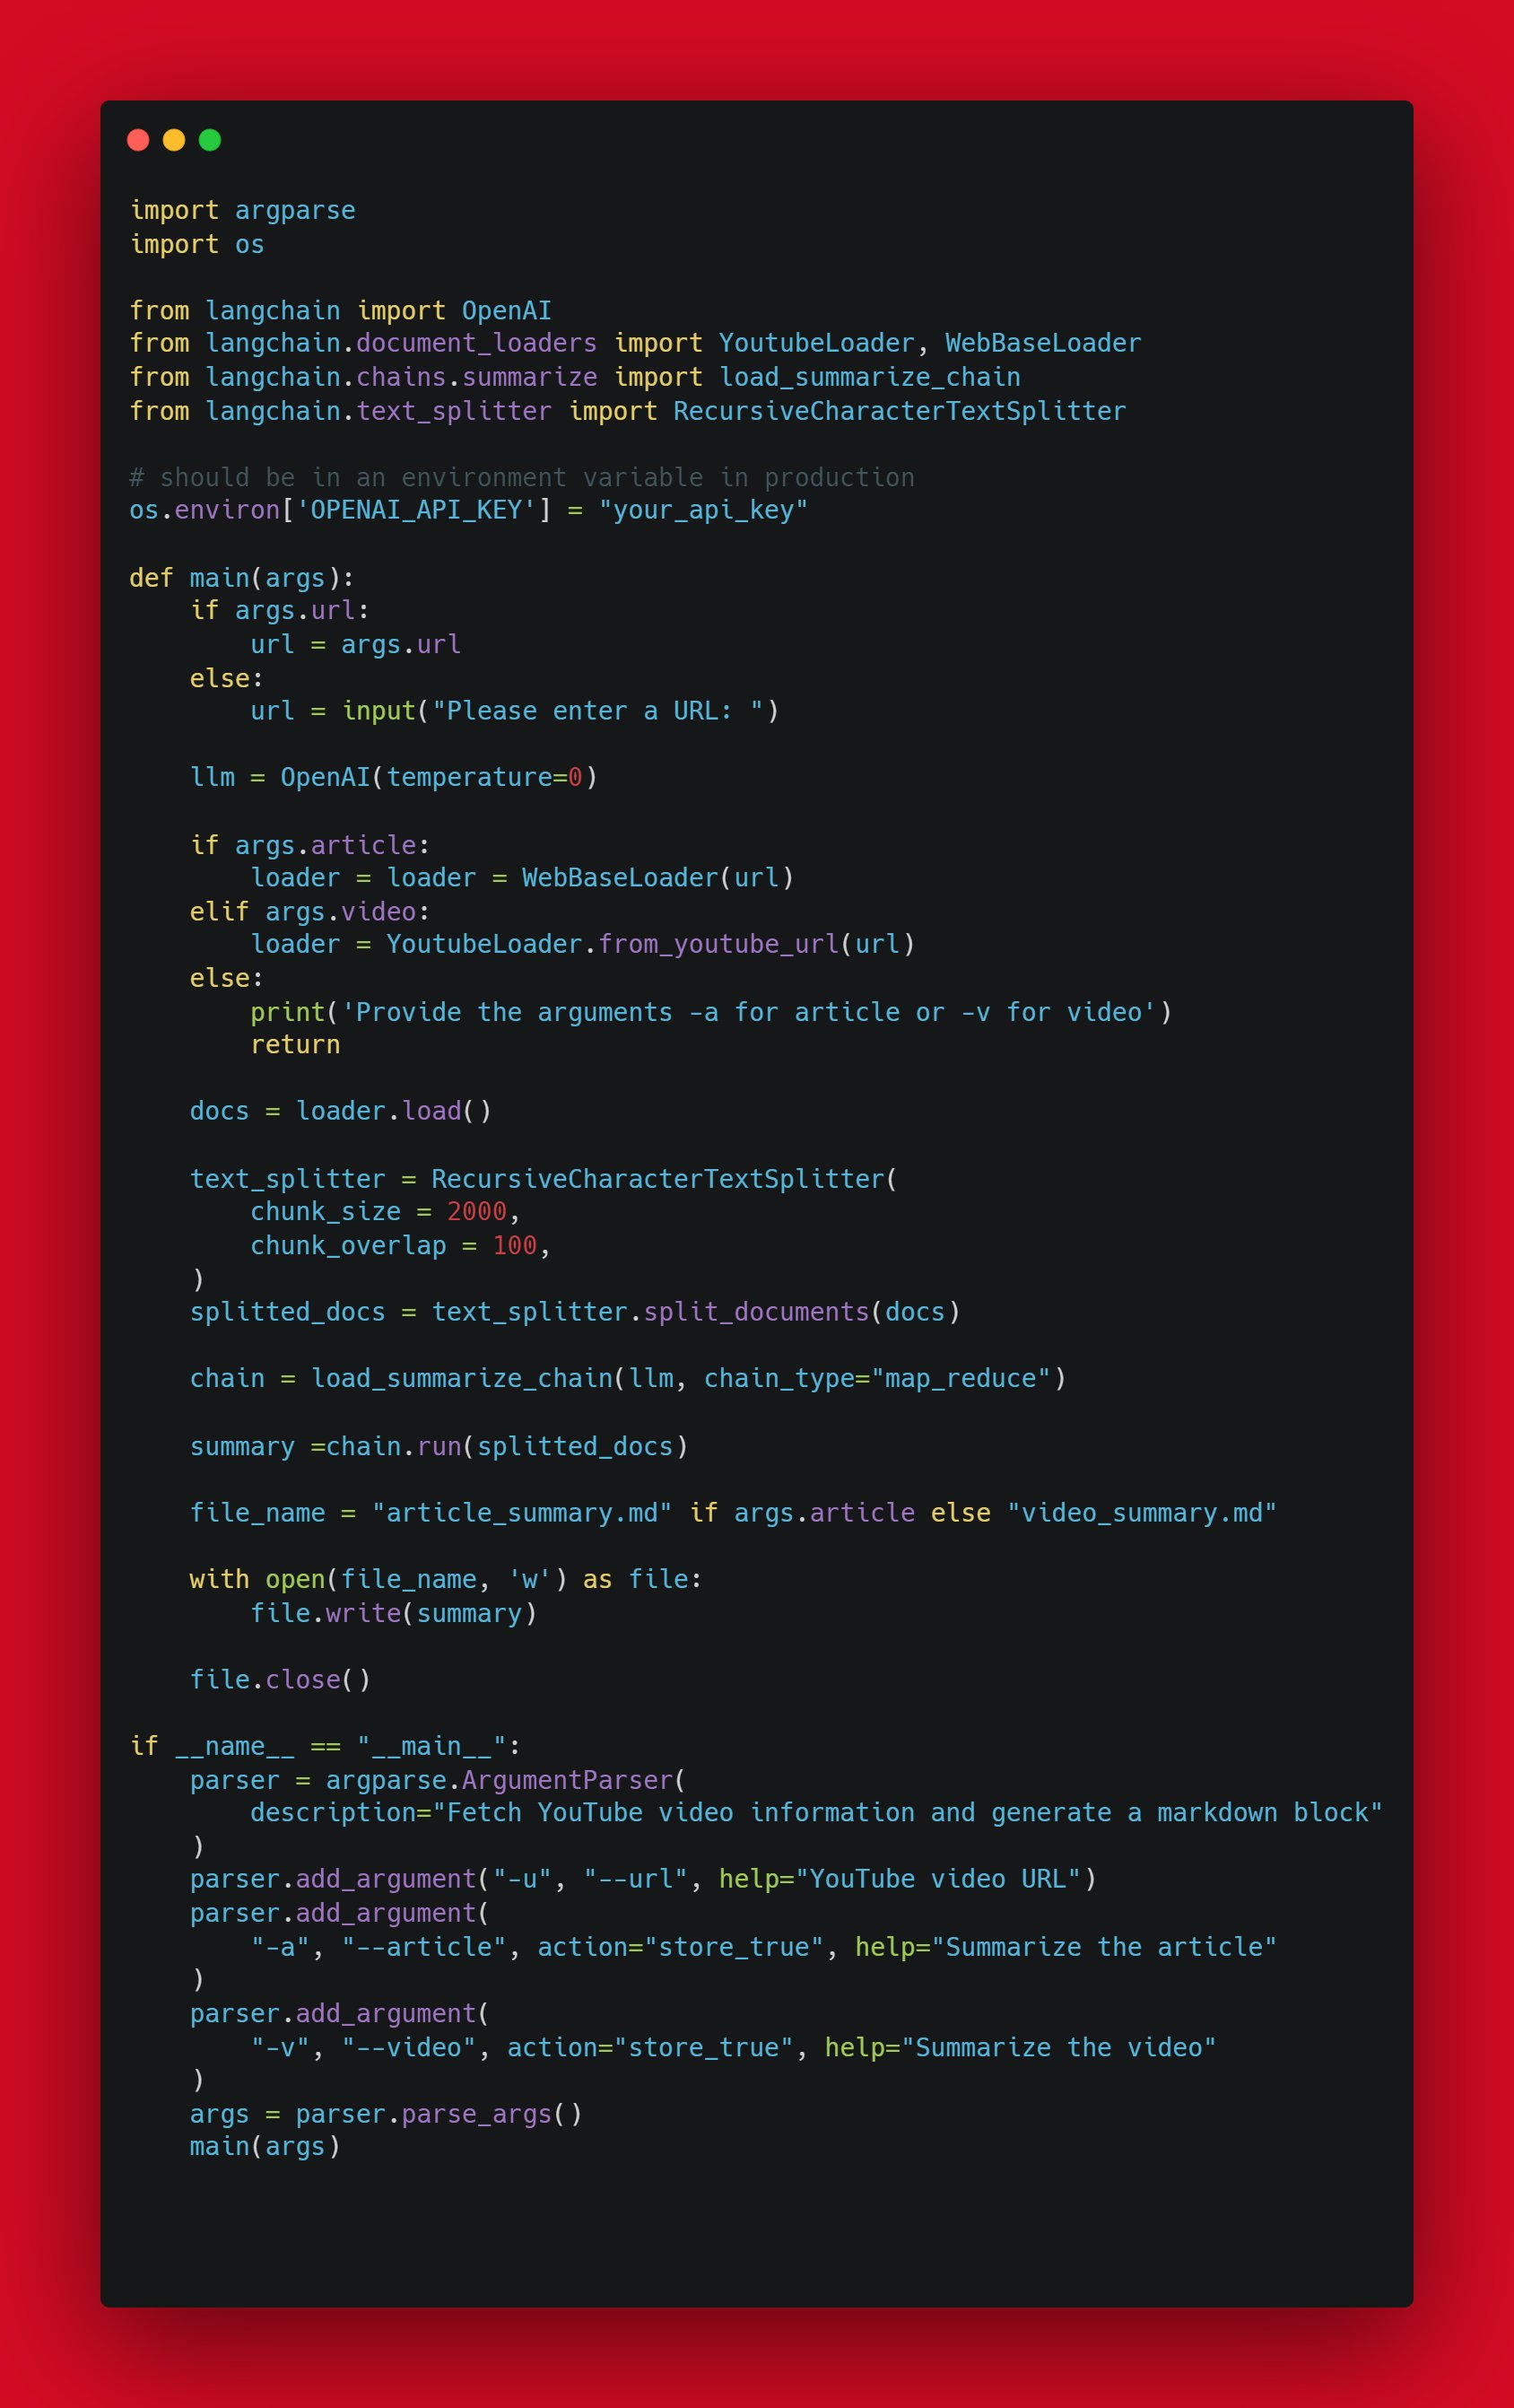 import argparse
import os

from langchain import OpenAI
from langchain.document_loaders import YoutubeLoader, WebBaseLoader
from langchain.chains.summarize import load_summarize_chain
from langchain.text_splitter import RecursiveCharacterTextSplitter

# should be in an environment variable in production
os.environ['OPENAI_API_KEY'] = "your_api_key"

def main(args):
    if args.url:
        url = args.url
    else:
        url = input("Please enter a URL: ")

    llm = OpenAI(temperature=0)

    if args.article:
        loader = loader = WebBaseLoader(url)
    elif args.video:
        loader = YoutubeLoader.from_youtube_url(url)
    else:
        print('Provide the arguments -a for article or -v for video')
        return

    docs = loader.load()

    text_splitter = RecursiveCharacterTextSplitter(
        chunk_size = 2000,
        chunk_overlap = 100,
    )
    splitted_docs = text_splitter.split_documents(docs)

    chain = load_summarize_chain(llm, chain_type="map_reduce")

    summary =chain.run(splitted_docs)

    file_name = "article_summary.md" if args.article else "video_summary.md"

    with open(file_name, 'w') as file:
        file.write(summary)

    file.close()

if __name__ == "__main__":
    parser = argparse.ArgumentParser(
        description="Fetch YouTube video information and generate a markdown block"
    )
    parser.add_argument("-u", "--url", help="YouTube video URL")
    parser.add_argument(
        "-a", "--article", action="store_true", help="Summarize the article"
    )
    parser.add_argument(
        "-v", "--video", action="store_true", help="Summarize the video"
    )
    args = parser.parse_args()
    main(args)